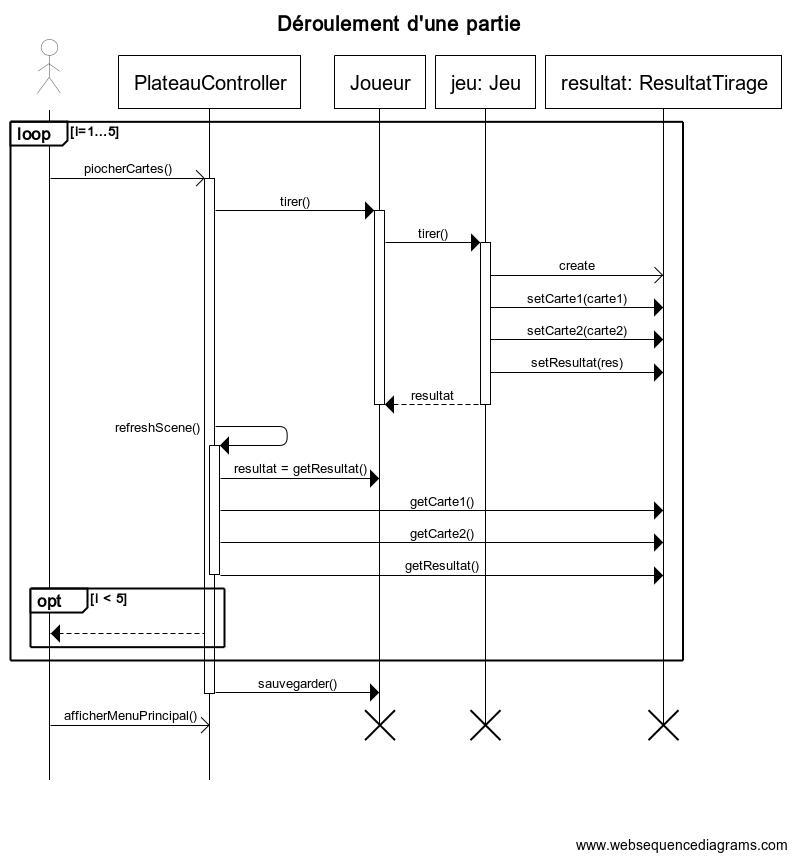 Déroulement d'une partie
PlateauController
Joueur
jeu: Jeu
resultat: ResultatTirage
loop
[i=1...5]
piocherCartes()
tirer()
tirer()
create
setCarte1(carte1)
setCarte2(carte2)
setResultat(res)
resultat
refreshScene()
resultat = getResultat()
getCarte1()
getCarte2()
getResultat()
opt
[i < 5]
sauvegarder()
afficherMenuPrincipal()
www.websequencediagrams.com